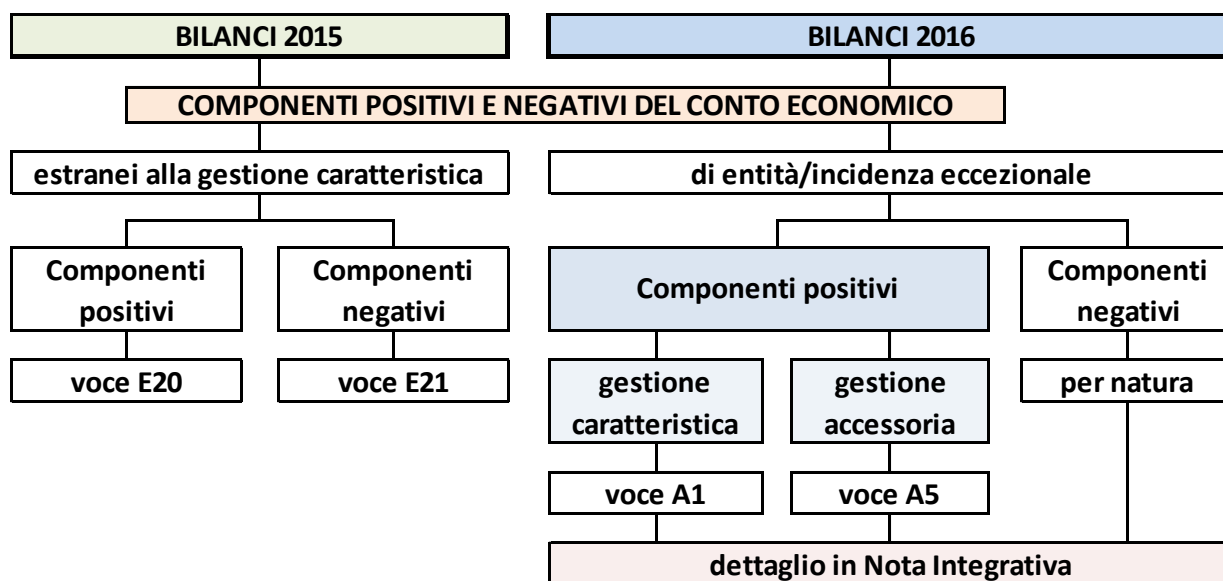 BILANCI 2015
BILANCI 2016
COMPONENTI POSITIVI E NEGATIVI DEL CONTO ECONOMICO
estranei alla gestione caratteristica
di entità/incidenza eccezionale
Componenti
positivi
Componenti
negativi
Componenti positivi
Componenti
negativi
voce E20
voce E21
gestione
caratteristica
gestione
accessoria
per natura
voce A1
voce A5
dettaglio in Nota Integrativa